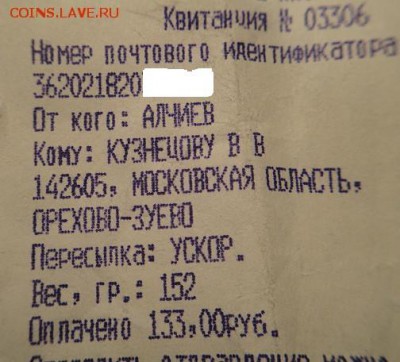 COINS.LAVE.RU
Квитанция № 03306
Номер почтового идентификатора
362021820
От кого: АЛЧИЕВ
Кому: КУЗНЕЦОВУ В В
142605, МОСКОВСКАЯ ОБЛАСТЬ,
ОРЕХОВО-ЗУЕВО
Пересылка: УСКОР.
Вес, гр.: 152
Оплачено 133,00руб.